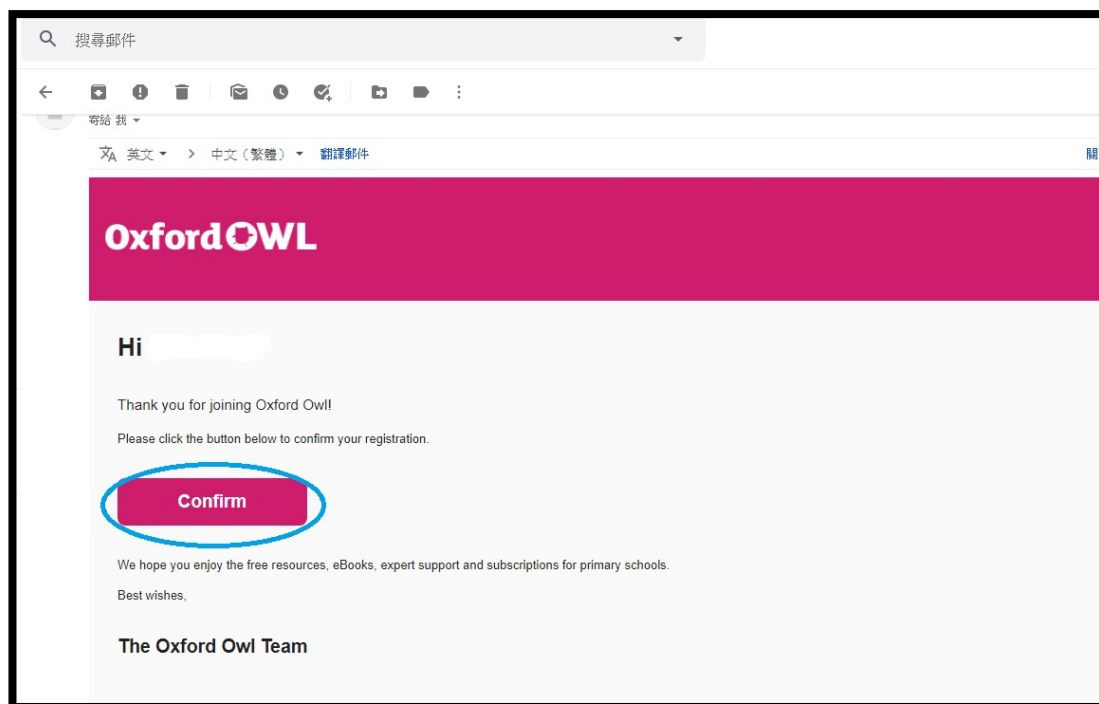 搜尋郵件
寄給 我
英文 > 中文（繁體） 翻譯郵件 關
Oxford OWL
Hi
Thank you for joining Oxford Owl!
Please click the button below to confirm your registration.
Confirm
We hope you enjoy the free resources, eBooks, expert support and subscriptions for primary schools.
Best wishes,
The Oxford Owl Team